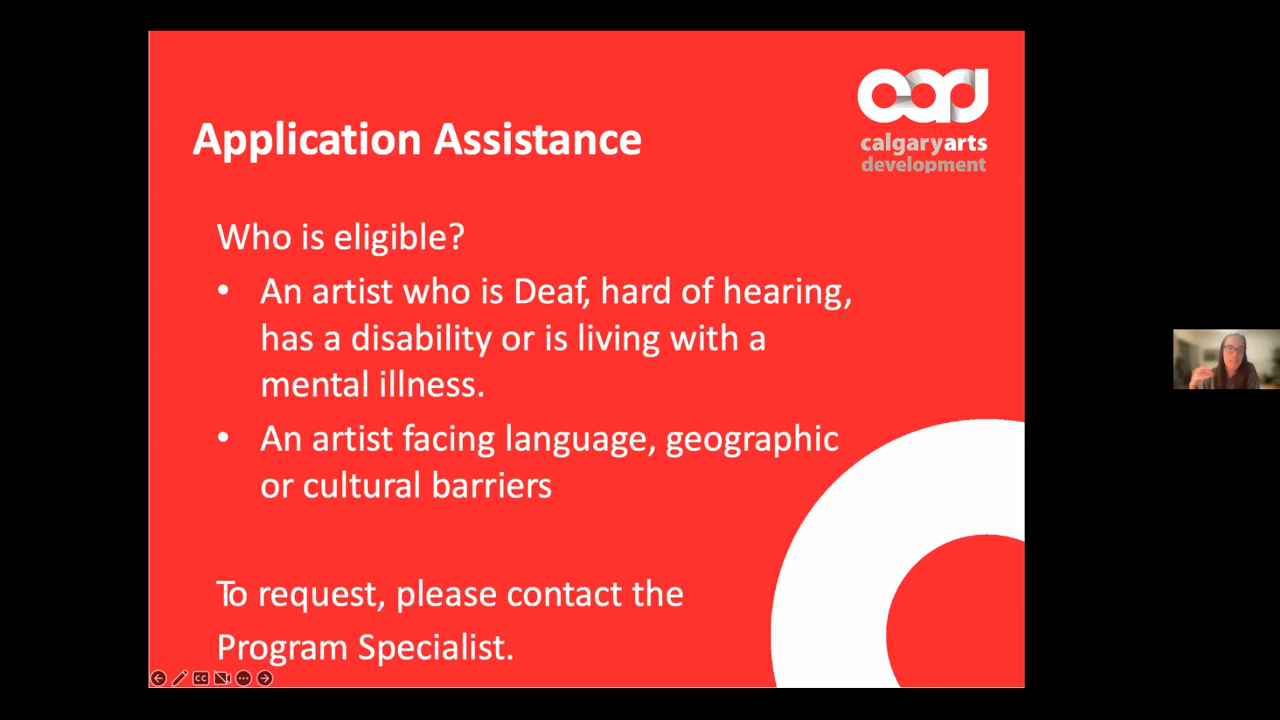 cad
calgaryarts
development
Application Assistance
Who is eligible?
• An artist who is Deaf, hard of hearing,
has a disability or is living with a
mental illness.
• An artist facing language, geographic
or cultural barriers
To request, please contact the
Program Specialist.
CC